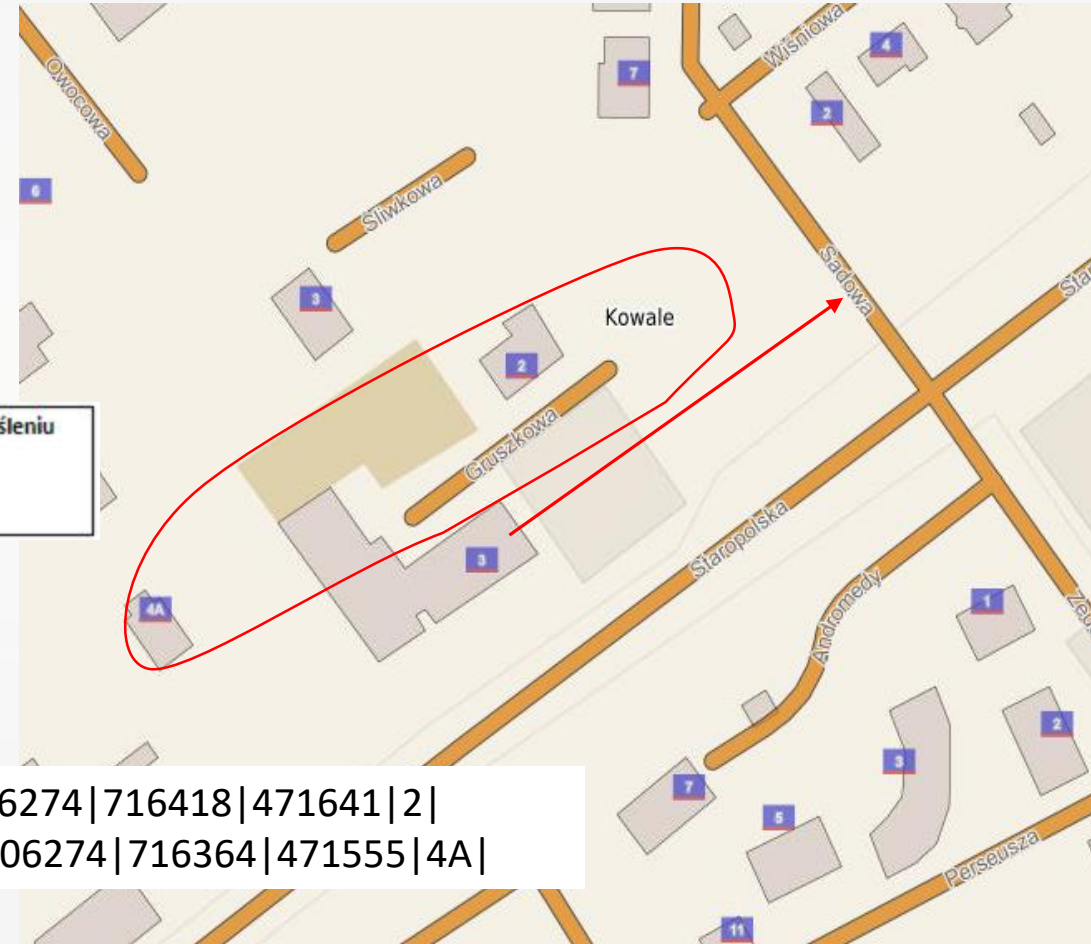 Owocowa
Wiśniowa
4
7
2
6
Śliwkowa
Sadowa
3
Kowale
2
Gruszkowa
śleniu
Staropolska
3
Andromedy
4A
1
2
3
7
6274|716418|471641|2|
06274|716364|471555|4A|
5
Perseusza
11